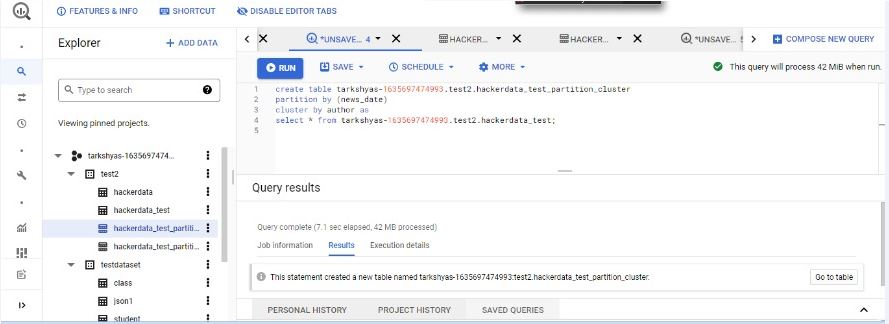 FEATURES & INFO SHORTCUT DISABLE EDITOR TABS
Explorer + ADD DATA
*UNSAVE... 4 HACKER... HACKER... *UNSAVE... COMPOSE NEW QUERY
RUN SAVE SCHEDULE MORE This query will process 42 MiB when run.
Type to search
Viewing pinned projects.
1 create table tarkshyas-1635697474993.test2.hackerdata_test_partition_cluster
2 partition by (news_date)
3 cluster by author as
4 select * from tarkshyas-1635697474993.test2.hackerdata_test;
5
tarkshyas-1635697474...
test2
hackerdata
hackerdata_test
hackerdata_test_partiti...
hackerdata_test_partiti...
testdataset
class
json1
student
Query results
Query complete (7.1 sec elapsed, 42 MB processed)
Job information Results Execution details
This statement created a new table named tarkshyas-1635697474993:test2.hackerdata_test_partition_cluster.
Go to table
PERSONAL HISTORY PROJECT HISTORY SAVED QUERIES